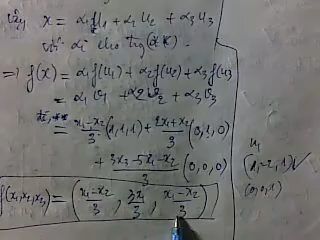 Vậy x = α₁u₁ + α₂u₂ + α₃u₃
với αi cho
=> f(x) = α₁f(u₁) + α₂f(u₂) + α₃f(u₃)
= α₁v₁ + α₂v₂ + α₃v₃
= x₁-x₂/3 (1,1,1) + 2x₁+x₂/3 (0,1,0)
+ 3x₃-5x₁-x₂/3 (0,0,0)
f(x₁,x₂,x₃) = (x₁-x₂/3, 3x₁/3, x₁-x₂/3)
u₁
(1,-2,1) ✓
(0,0,1)